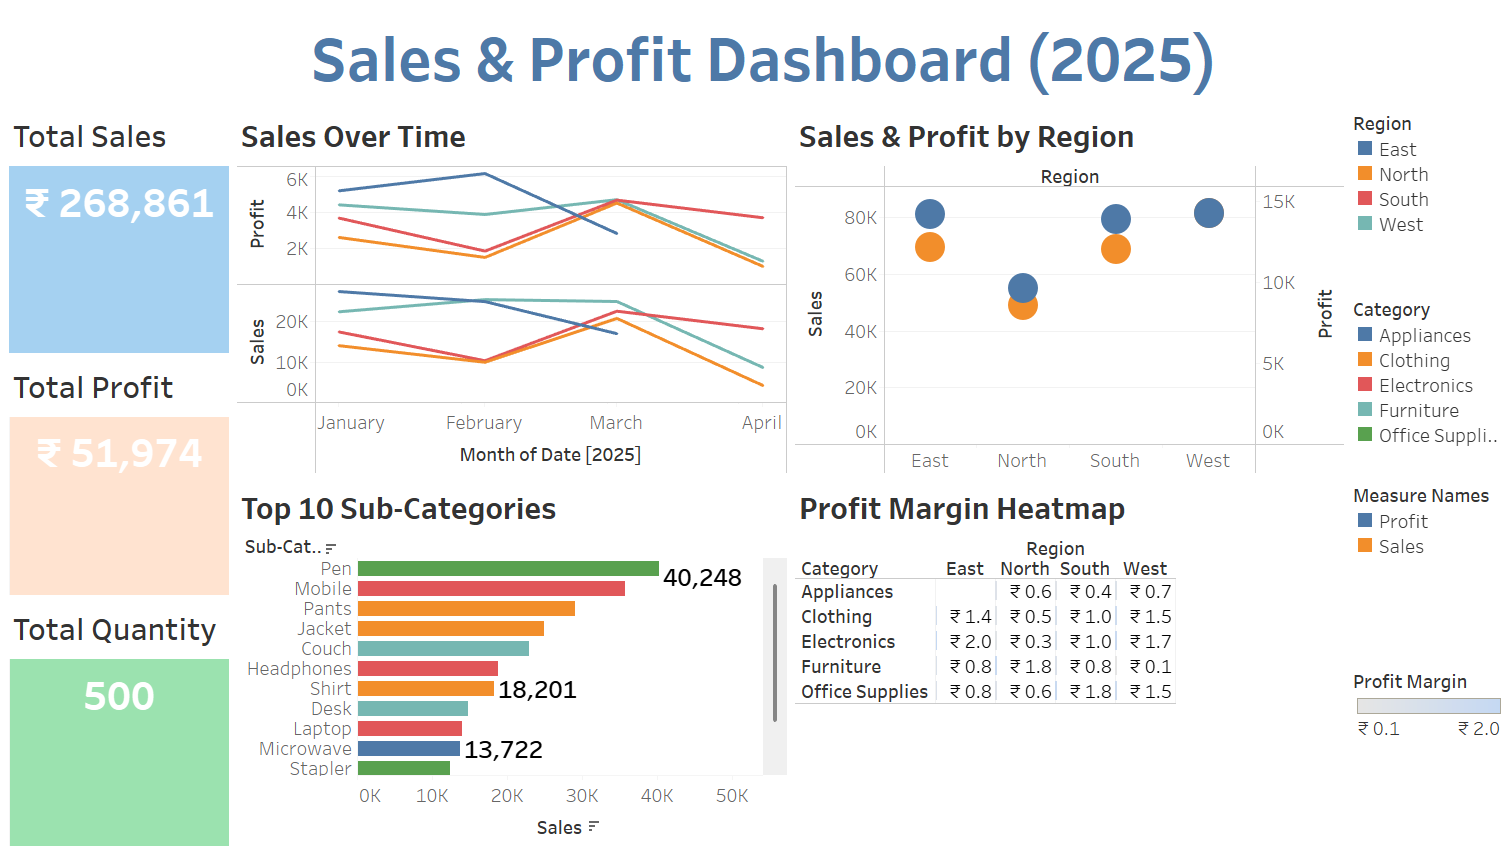 Sales & Profit Dashboard (2025)
Total Sales
₹ 268,861
Total Profit
₹ 51,974
Total Quantity
500
Sales Over Time
Profit
6K
4K
2K
Sales
20K
10K
0K
January February March April
Month of Date [2025]
Sales & Profit by Region
Region
Sales
80K
60K
40K
20K
0K
15K
10K
5K
0K
Profit
East North South West
Top 10 Sub-Categories
Sub-Cat..
Pen 40,248
Mobile
Pants
Jacket
Couch
Headphones
Shirt 18,201
Desk
Laptop
Microwave 13,722
Stapler
0K 10K 20K 30K 40K 50K
Sales
Profit Margin Heatmap
Region
Category East North South West
Appliances ₹ 0.6 ₹ 0.4 ₹ 0.7
Clothing ₹ 1.4 ₹ 0.5 ₹ 1.0 ₹ 1.5
Electronics ₹ 2.0 ₹ 0.3 ₹ 1.0 ₹ 1.7
Furniture ₹ 0.8 ₹ 1.8 ₹ 0.8 ₹ 0.1
Office Supplies ₹ 0.8 ₹ 0.6 ₹ 1.8 ₹ 1.5
Region
East
North
South
West
Category
Appliances
Clothing
Electronics
Furniture
Office Suppli..
Measure Names
Profit
Sales
Profit Margin
₹ 0.1 ₹ 2.0